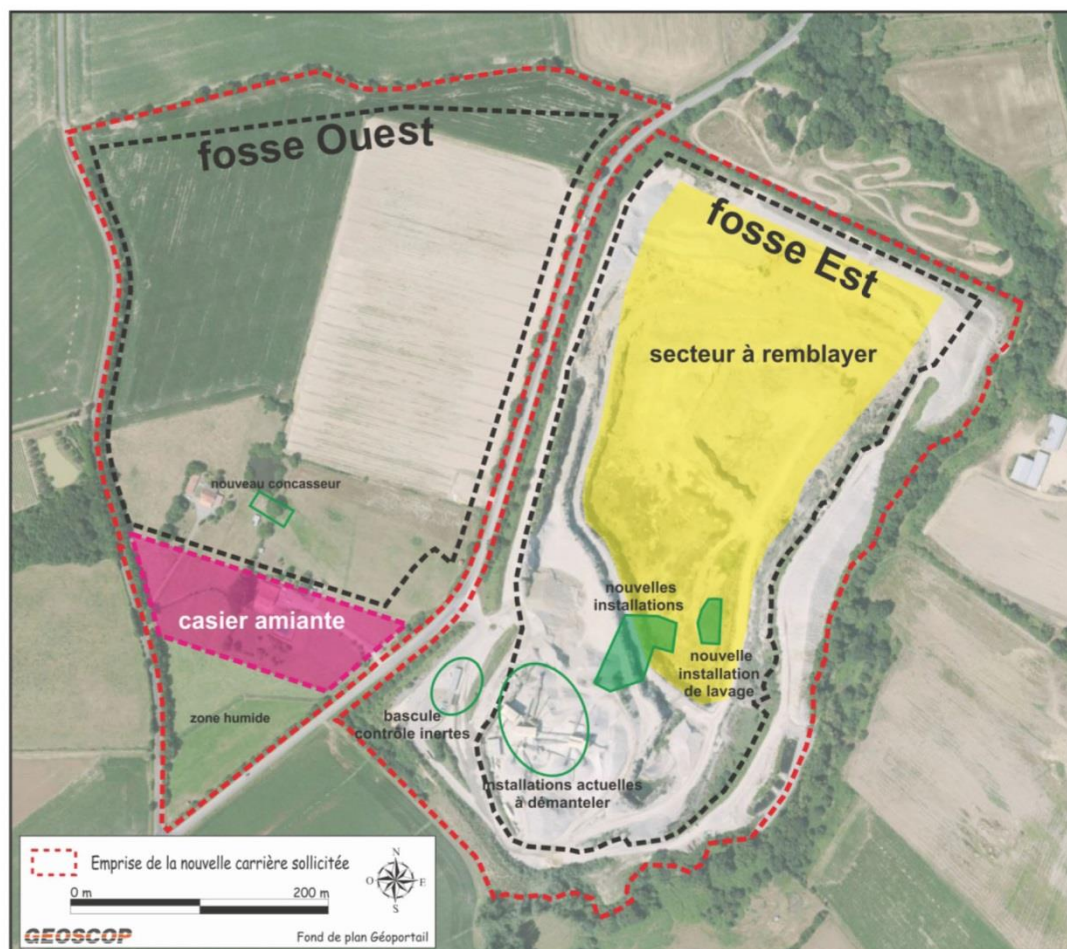 fosse Ouest
fosse Est
secteur à remblayer
nouveau concasseur
nouvelles
installations
casier amiante
nouvelle
installation
de lavage
zone humide
bascule
contrôle inertes
installations actuelles
à démanteler
Emprise de la nouvelle carrière sollicitée
0 m
200 m
N
O
E
S
GEOSCOP
Fond de plan Géoportail